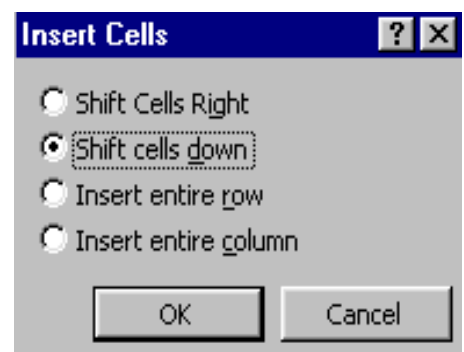 Insert Cells ? ×
Shift Cells Right
Shift cells down
Insert entire row
Insert entire column
OK Cancel